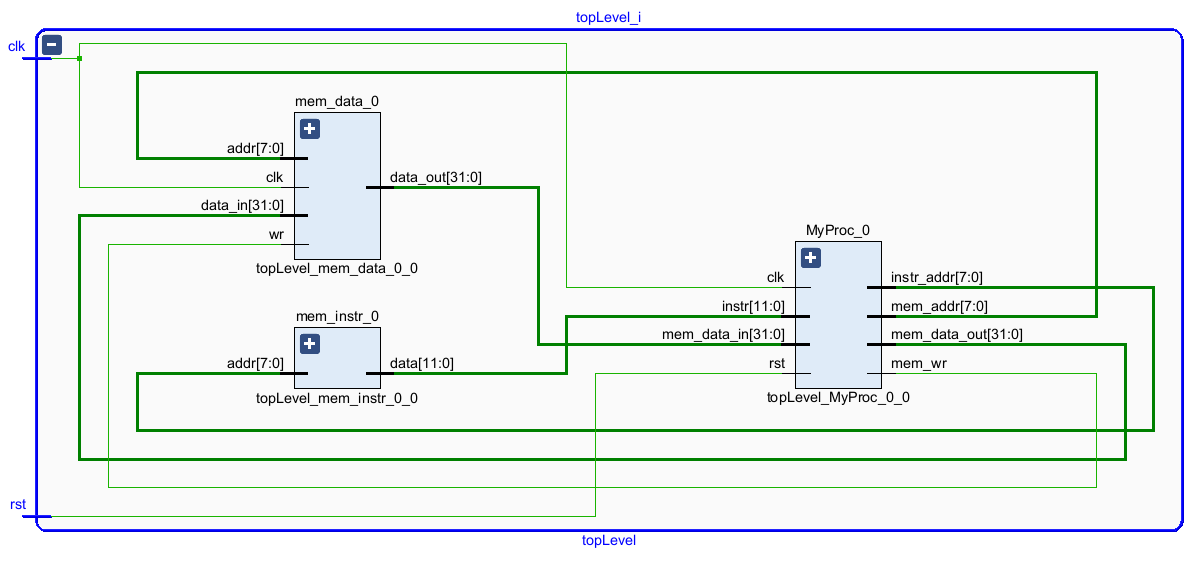 topLevel_i
clk
mem_data_0
addr[7:0]
clk
data_out[31:0]
data_in[31:0]
wr
topLevel_mem_data_0_0
MyProc_0
clk
instr_addr[7:0]
instr[11:0]
mem_addr[7:0]
mem_data_in[31:0]
mem_data_out[31:0]
rst
mem_wr
topLevel_MyProc_0_0
mem_instr_0
addr[7:0]
data[11:0]
topLevel_mem_instr_0_0
rst
topLevel